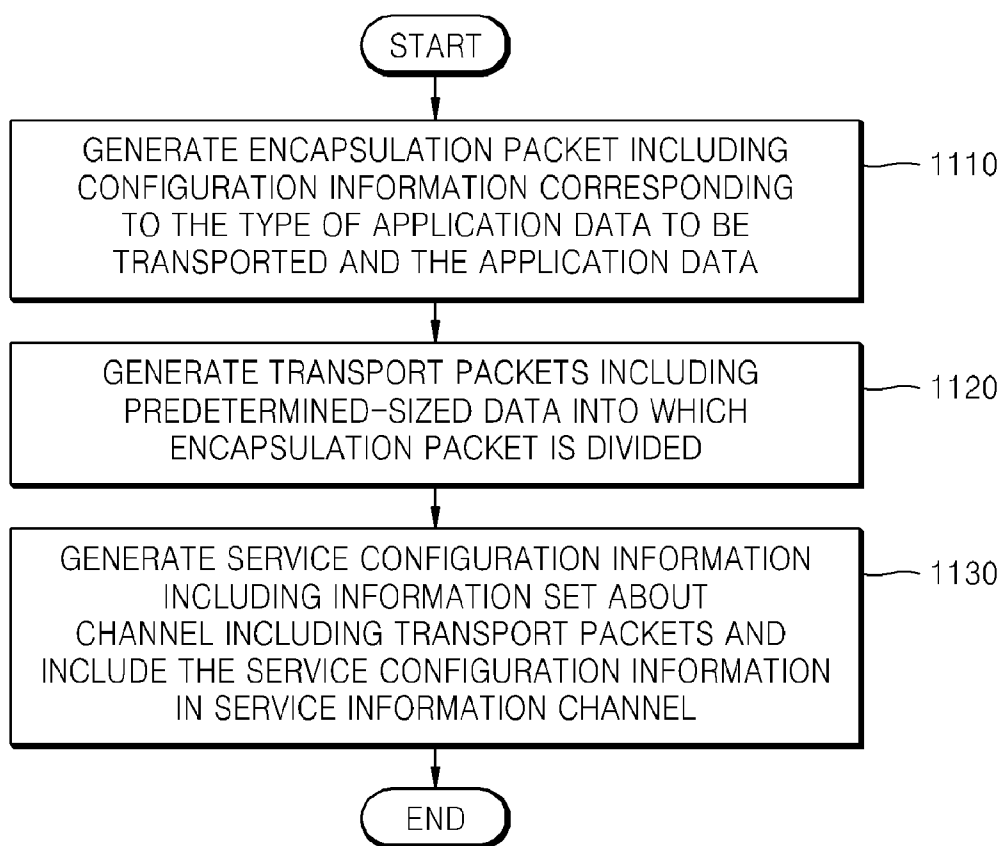 START
GENERATE ENCAPSULATION PACKET INCLUDING
CONFIGURATION INFORMATION CORRESPONDING
TO THE TYPE OF APPLICATION DATA TO BE
TRANSPORTED AND THE APPLICATION DATA
1110
GENERATE TRANSPORT PACKETS INCLUDING
PREDETERMINED-SIZED DATA INTO WHICH
ENCAPSULATION PACKET IS DIVIDED
1120
GENERATE SERVICE CONFIGURATION INFORMATION
INCLUDING INFORMATION SET ABOUT
CHANNEL INCLUDING TRANSPORT PACKETS AND
INCLUDE THE SERVICE CONFIGURATION INFORMATION
IN SERVICE INFORMATION CHANNEL
1130
END